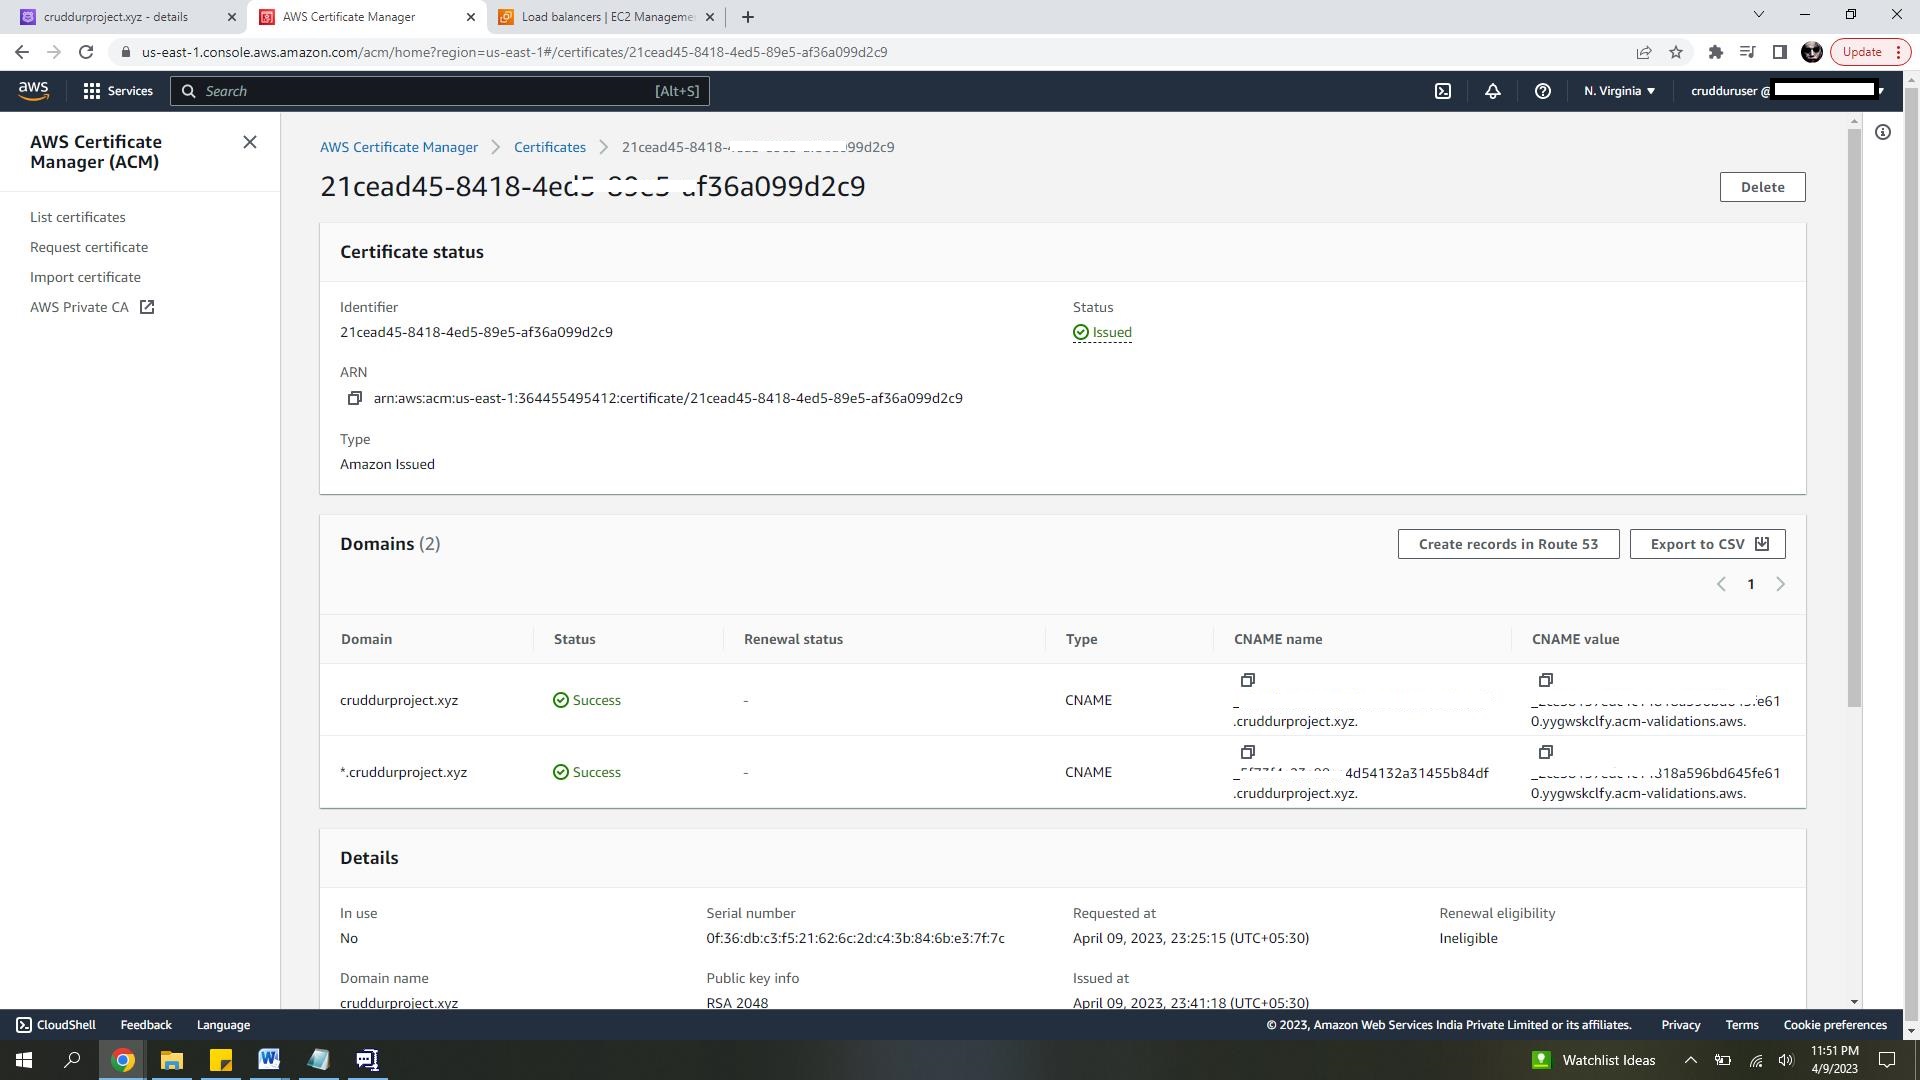 cruddurproject.xyz - details
AWS Certificate Manager
Load balancers | EC2 Manageme
us-east-1.console.aws.amazon.com/acm/home?region=us-east-1#/certificates/21cead45-8418-4ed5-89e5-af36a099d2c9
Update
aws
Services
Search
[Alt+S]
N. Virginia
crudduruser @
AWS Certificate
Manager (ACM)
List certificates
Request certificate
Import certificate
AWS Private CA
AWS Certificate Manager
Certificates
21cead45-8418- 99d2c9
21cead45-8418-4ed5-89e5-af36a099d2c9
Delete
Certificate status
Identifier
21cead45-8418-4ed5-89e5-af36a099d2c9
Status
Issued
ARN
arn:aws:acm:us-east-1:364455495412:certificate/21cead45-8418-4ed5-89e5-af36a099d2c9
Type
Amazon Issued
Domains (2)
Create records in Route 53
Export to CSV
1
Domain Status Renewal status Type CNAME name CNAME value
cruddurproject.xyz
Success
-
CNAME
_
.cruddurproject.xyz.
fe61
0.yygwskclfy.acm-validations.aws.
*.cruddurproject.xyz
Success
-
CNAME
4d54132a31455b84df
.cruddurproject.xyz.
818a596bd645fe61
0.yygwskclfy.acm-validations.aws.
Details
In use
No
Serial number
0f:36:db:c3:f5:21:62:6c:2d:c4:3b:84:6b:e3:7f:7c
Requested at
April 09, 2023, 23:25:15 (UTC+05:30)
Renewal eligibility
Ineligible
Domain name
cruddurproject.xyz
Public key info
RSA 2048
Issued at
April 09, 2023, 23:41:18 (UTC+05:30)
CloudShell
Feedback
Language
© 2023, Amazon Web Services India Private Limited or its affiliates.
Privacy
Terms
Cookie preferences
Watchlist Ideas
11:51 PM
4/9/2023